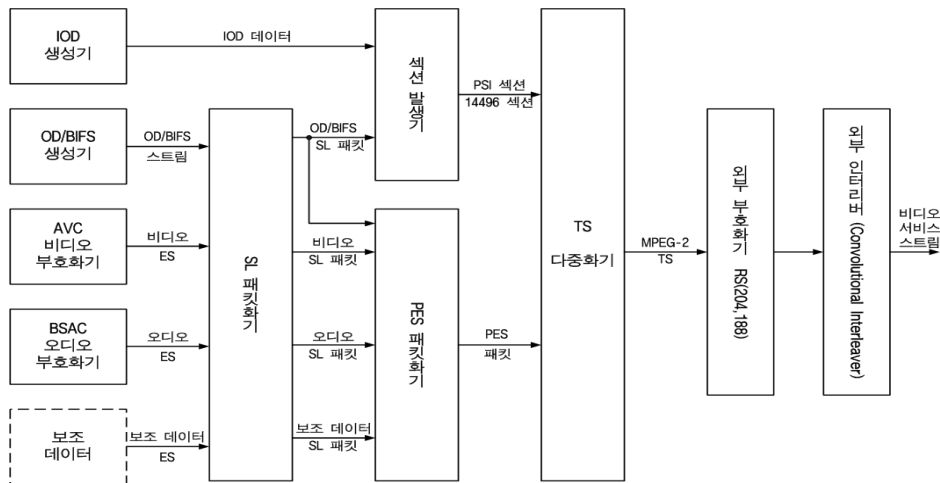 IOD
생성기
IOD 데이터
섹션 발생기
PSI 섹션
14496 섹션
OD/BIFS
생성기
OD/BIFS
스트림
OD/BIFS
SL 패킷
AVC
비디오
부호화기
비디오
ES
SL 패킷화기
비디오
SL 패킷
BSAC
오디오
부호화기
오디오
ES
오디오
SL 패킷
보조
데이터
보조 데이터
ES
보조 데이터
SL 패킷
PES 패킷화기
PES
패킷
TS
다중화기
MPEG-2
TS
외부 부호화기 RS(204,188)
외부 인터리버 (Convolutional Interleaver)
비디오
서비스
스트림